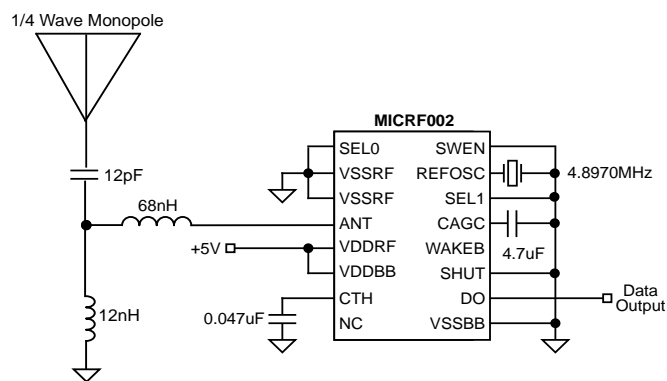 1/4 Wave Monopole
12pF
68nH
12nH
+5V
0.047uF
MICRF002
SEL0
VSSRF
VSSRF
ANT
VDDRF
VDDBB
CTH
NC
SWEN
REFOSC
SEL1
CAGC
WAKEB
SHUT
DO
VSSBB
4.8970MHz
4.7uF
Data
Output